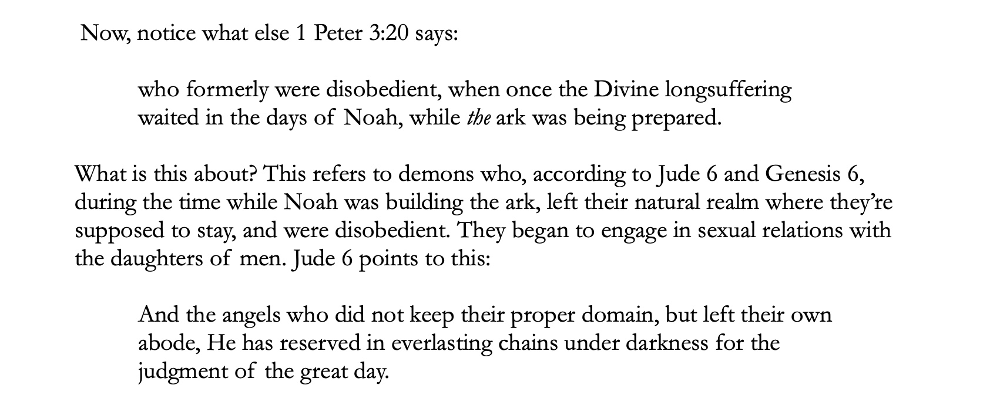 Now, notice what else 1 Peter 3:20 says:
who formerly were disobedient, when once the Divine longsuffering
waited in the days of Noah, while the ark was being prepared.
What is this about? This refers to demons who, according to Jude 6 and Genesis 6,
during the time while Noah was building the ark, left their natural realm where they’re
supposed to stay, and were disobedient. They began to engage in sexual relations with
the daughters of men. Jude 6 points to this:
And the angels who did not keep their proper domain, but left their own
abode, He has reserved in everlasting chains under darkness for the
judgment of the great day.